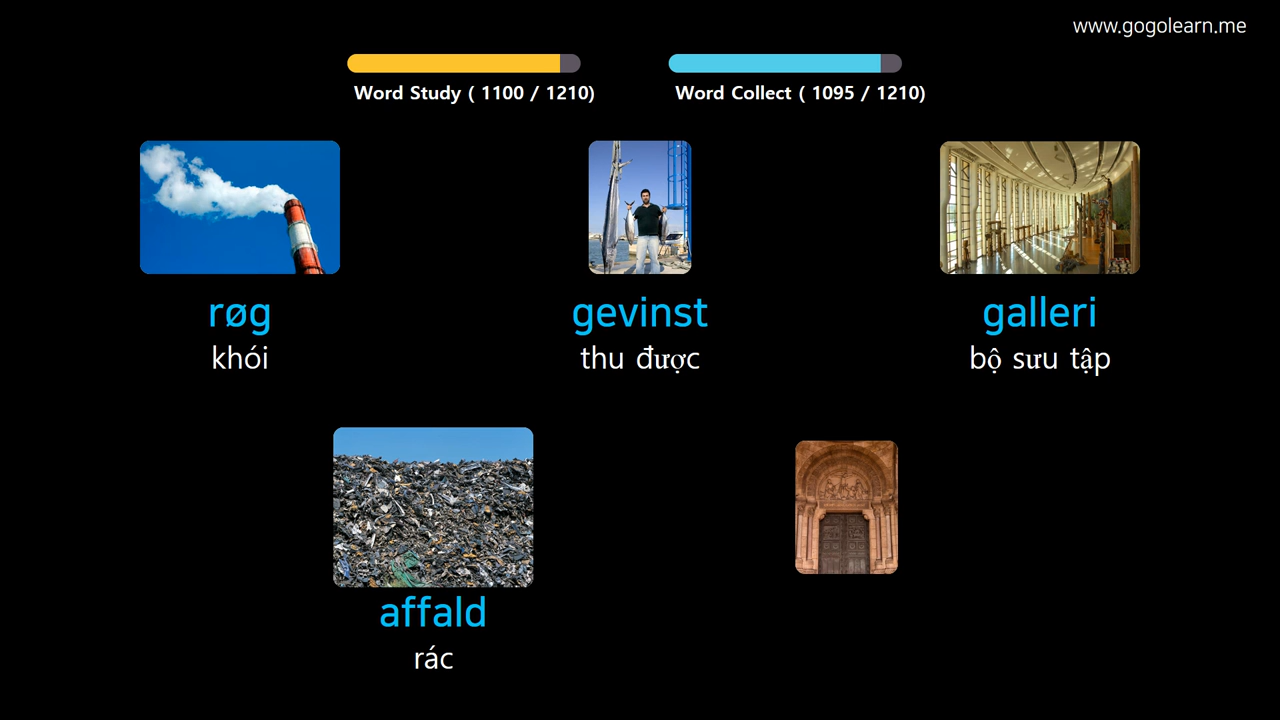 www.gogolearn.me
Word Study ( 1100 / 1210)
Word Collect ( 1095 / 1210)
røg
khói
gevinst
thu được
galleri
bộ sưu tập
affald
rác